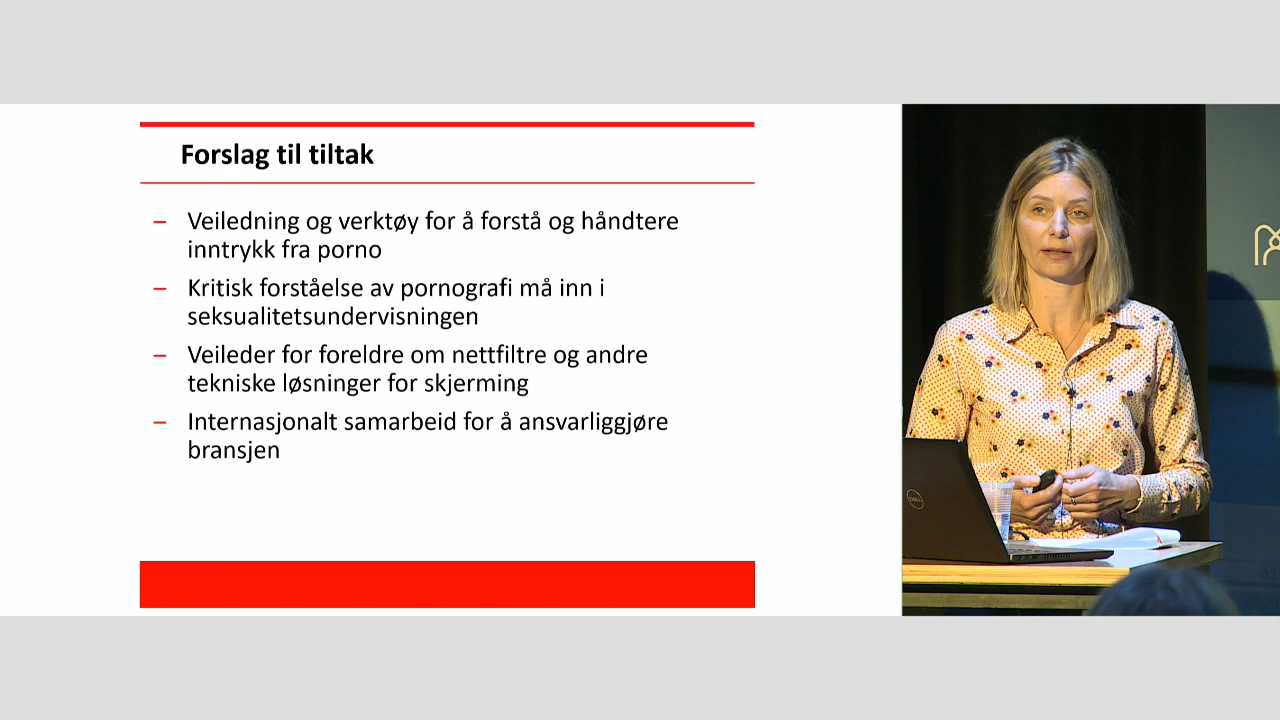 Forslag til tiltak
– Veiledning og verktøy for å forstå og håndtere
inntrykk fra porno
– Kritisk forståelse av pornografi må inn i
seksualitetsundervisningen
– Veileder for foreldre om nettfiltre og andre
tekniske løsninger for skjerming
– Internasjonalt samarbeid for å ansvarliggjøre
bransjen
DELL